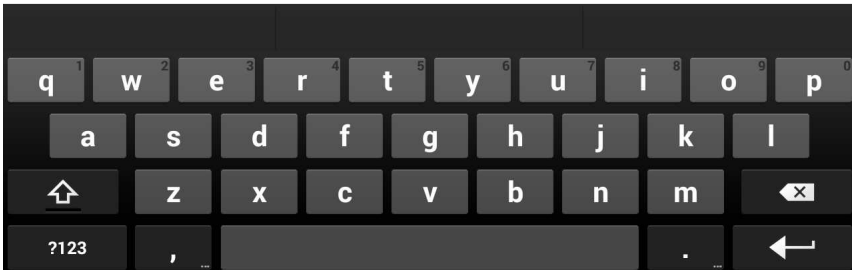 q 1 w 2 e 3 r 4 t 5 y 6 u 7 i 8 o 9 p 0
a s d f g h j k l
z x c v b n m
?123 , ... . ...